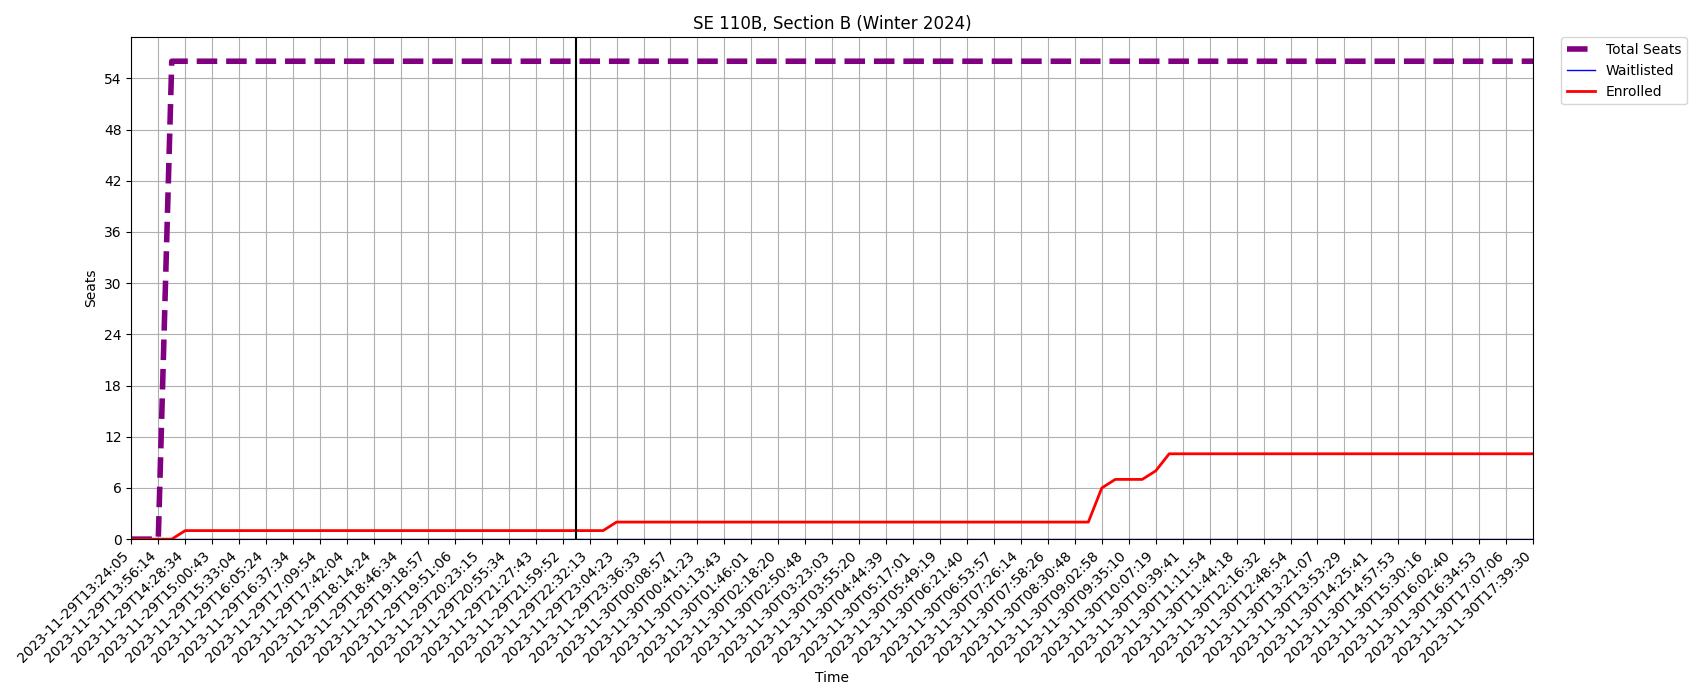 SE 110B, Section B (Winter 2024)
Total Seats
Waitlisted
Enrolled
54
48
42
36
30
24
18
12
6
0
Seats
2023-11-29T13:24:05
2023-11-29T13:56:14
2023-11-29T14:28:34
2023-11-29T15:00:43
2023-11-29T15:33:04
2023-11-29T16:05:24
2023-11-29T16:37:34
2023-11-29T17:09:54
2023-11-29T17:42:04
2023-11-29T18:14:24
2023-11-29T18:46:34
2023-11-29T19:18:57
2023-11-29T19:51:06
2023-11-29T20:23:15
2023-11-29T20:55:34
2023-11-29T21:27:43
2023-11-29T21:59:52
2023-11-29T22:32:13
2023-11-29T23:04:23
2023-11-29T23:36:33
2023-11-30T00:08:57
2023-11-30T00:41:23
2023-11-30T01:13:43
2023-11-30T01:46:01
2023-11-30T02:18:20
2023-11-30T02:50:48
2023-11-30T03:23:03
2023-11-30T03:55:20
2023-11-30T04:44:39
2023-11-30T05:17:01
2023-11-30T05:49:19
2023-11-30T06:21:40
2023-11-30T06:53:57
2023-11-30T07:26:14
2023-11-30T07:58:26
2023-11-30T08:30:48
2023-11-30T09:02:58
2023-11-30T09:35:10
2023-11-30T10:07:19
2023-11-30T10:39:41
2023-11-30T11:11:54
2023-11-30T11:44:18
2023-11-30T12:16:32
2023-11-30T12:48:54
2023-11-30T13:21:07
2023-11-30T13:53:29
2023-11-30T14:25:41
2023-11-30T14:57:53
2023-11-30T15:30:16
2023-11-30T16:02:40
2023-11-30T16:34:53
2023-11-30T17:07:06
2023-11-30T17:39:30
Time